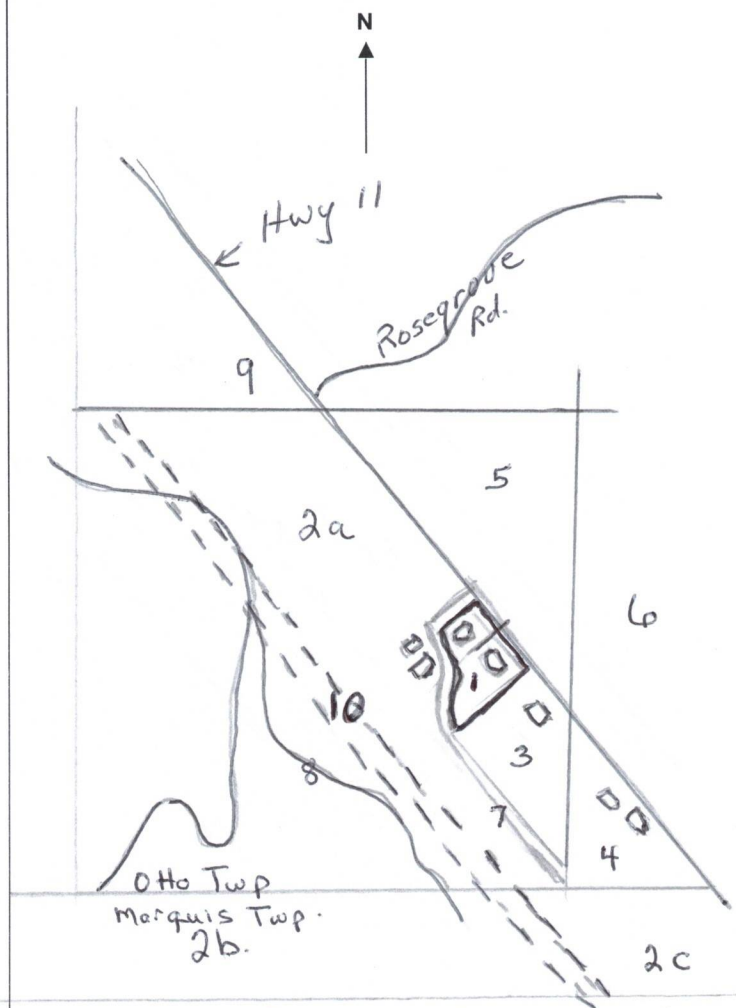 N
Hwy 11
Rosegrove
Rd.
9
5
2a
6
1
10
3
8
7
4
Otto Twp
Marquis Twp.
2b.
2c